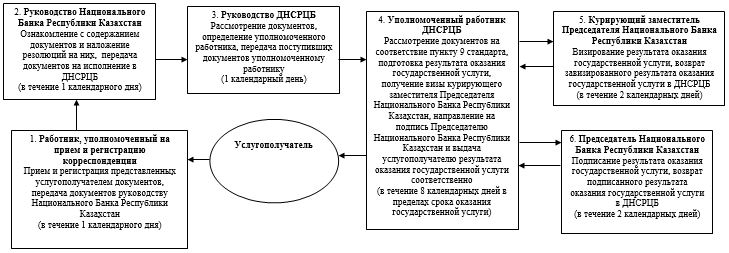 2. Руководство Национального
Банка Республики Казахстан
Ознакомление с содержанием
документов и наложение
резолюций на них, передача
документов на исполнение в
ДНСРЦБ
(в течение 1 календарного дня)
3. Руководство ДНСРЦБ
Рассмотрение документов,
определение уполномоченного
работника, передача поступивших
документов уполномоченному
работнику
(1 календарный день)
4. Уполномоченный работник
ДНСРЦБ
Рассмотрение документов на
соответствие пункту 9 стандарта,
подготовка результата оказания
государственной услуги,
получение визы курирующего
заместителя Председателя
Национального Банка Республики
Казахстан, направление на
подпись Председателю
Национального Банка Республики
Казахстан и выдача
услугополучателю результата
оказания государственной услуги
соответственно
(в течение 8 календарных дней в
пределах срока оказания
государственной услуги)
5. Курирующий заместитель
Председателя Национального Банка
Республики Казахстан
Визирование результата оказания
государственной услуги, возврат
завизированного результата оказания
государственной услуги в ДНСРЦБ
(в течение 2 календарных дней)
6. Председатель Национального
Банка Республики Казахстан
Подписание результата оказания
государственной услуги, возврат
подписанного результата
оказания государственной услуги
в ДНСРЦБ
(в течение 2 календарных дней)
Услугополучатель
1. Работник, уполномоченный на
прием и регистрацию
корреспонденции
Прием и регистрация представленных
услугополучателем документов,
передача документов руководству
Национального Банка Республики
Казахстан
(в течение 1 календарного дня)